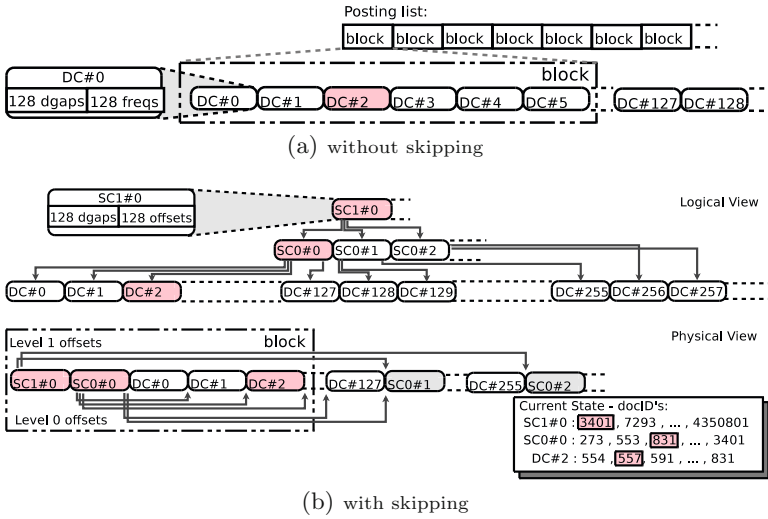 Posting list:
block block block block block block block
DC#0
128 dgaps 128 freqs
block
DC#0 DC#1 DC#2 DC#3 DC#4 DC#5 DC#127 DC#128
(a) without skipping
SC1#0
128 dgaps 128 offsets
SC1#0
Logical View
SC0#0 SC0#1 SC0#2
DC#0 DC#1 DC#2 DC#127 DC#128 DC#129 DC#255 DC#256 DC#257
Physical View
Level 1 offsets block
SC1#0 SC0#0 DC#0 DC#1 DC#2 DC#127 SC0#1 DC#255 SC0#2
Level 0 offsets
Current State - docID's:
SC1#0 : 3401 , 7293 , ... , 4350801
SC0#0 : 273 , 553 , 831 , ... , 3401
DC#2 : 554 , 557 , 591 , ... , 831
(b) with skipping